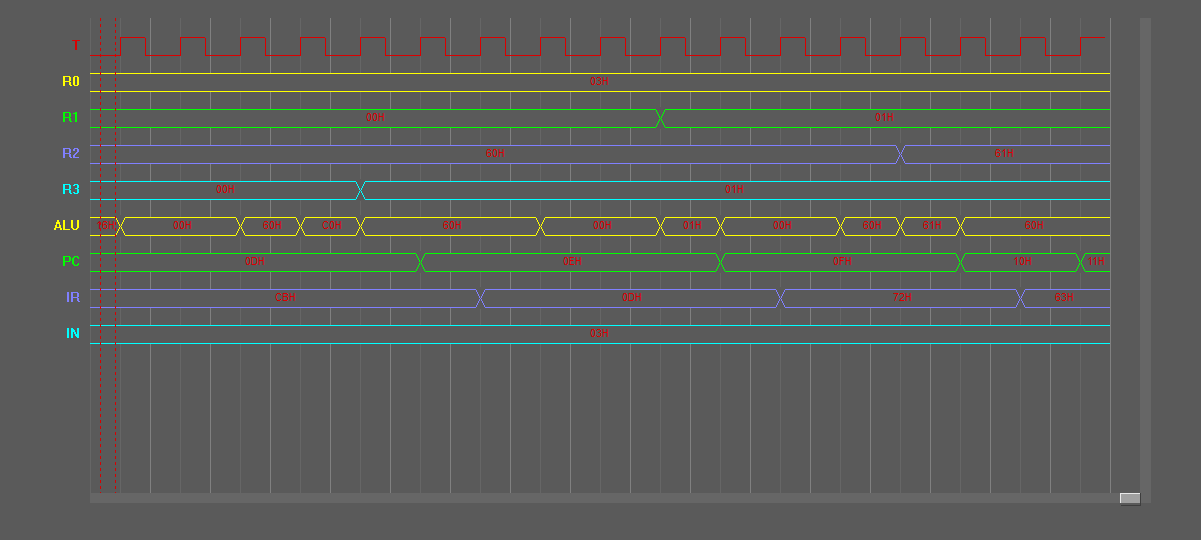 T
R0 03H
R1 00H 01H
R2 60H 61H
R3 00H 01H
ALU 00H 60H C0H 60H 00H 01H 00H 60H 61H 60H
PC 0DH 0EH 0FH 10H 11H
IR CBH 0DH 72H 63H
IN 03H